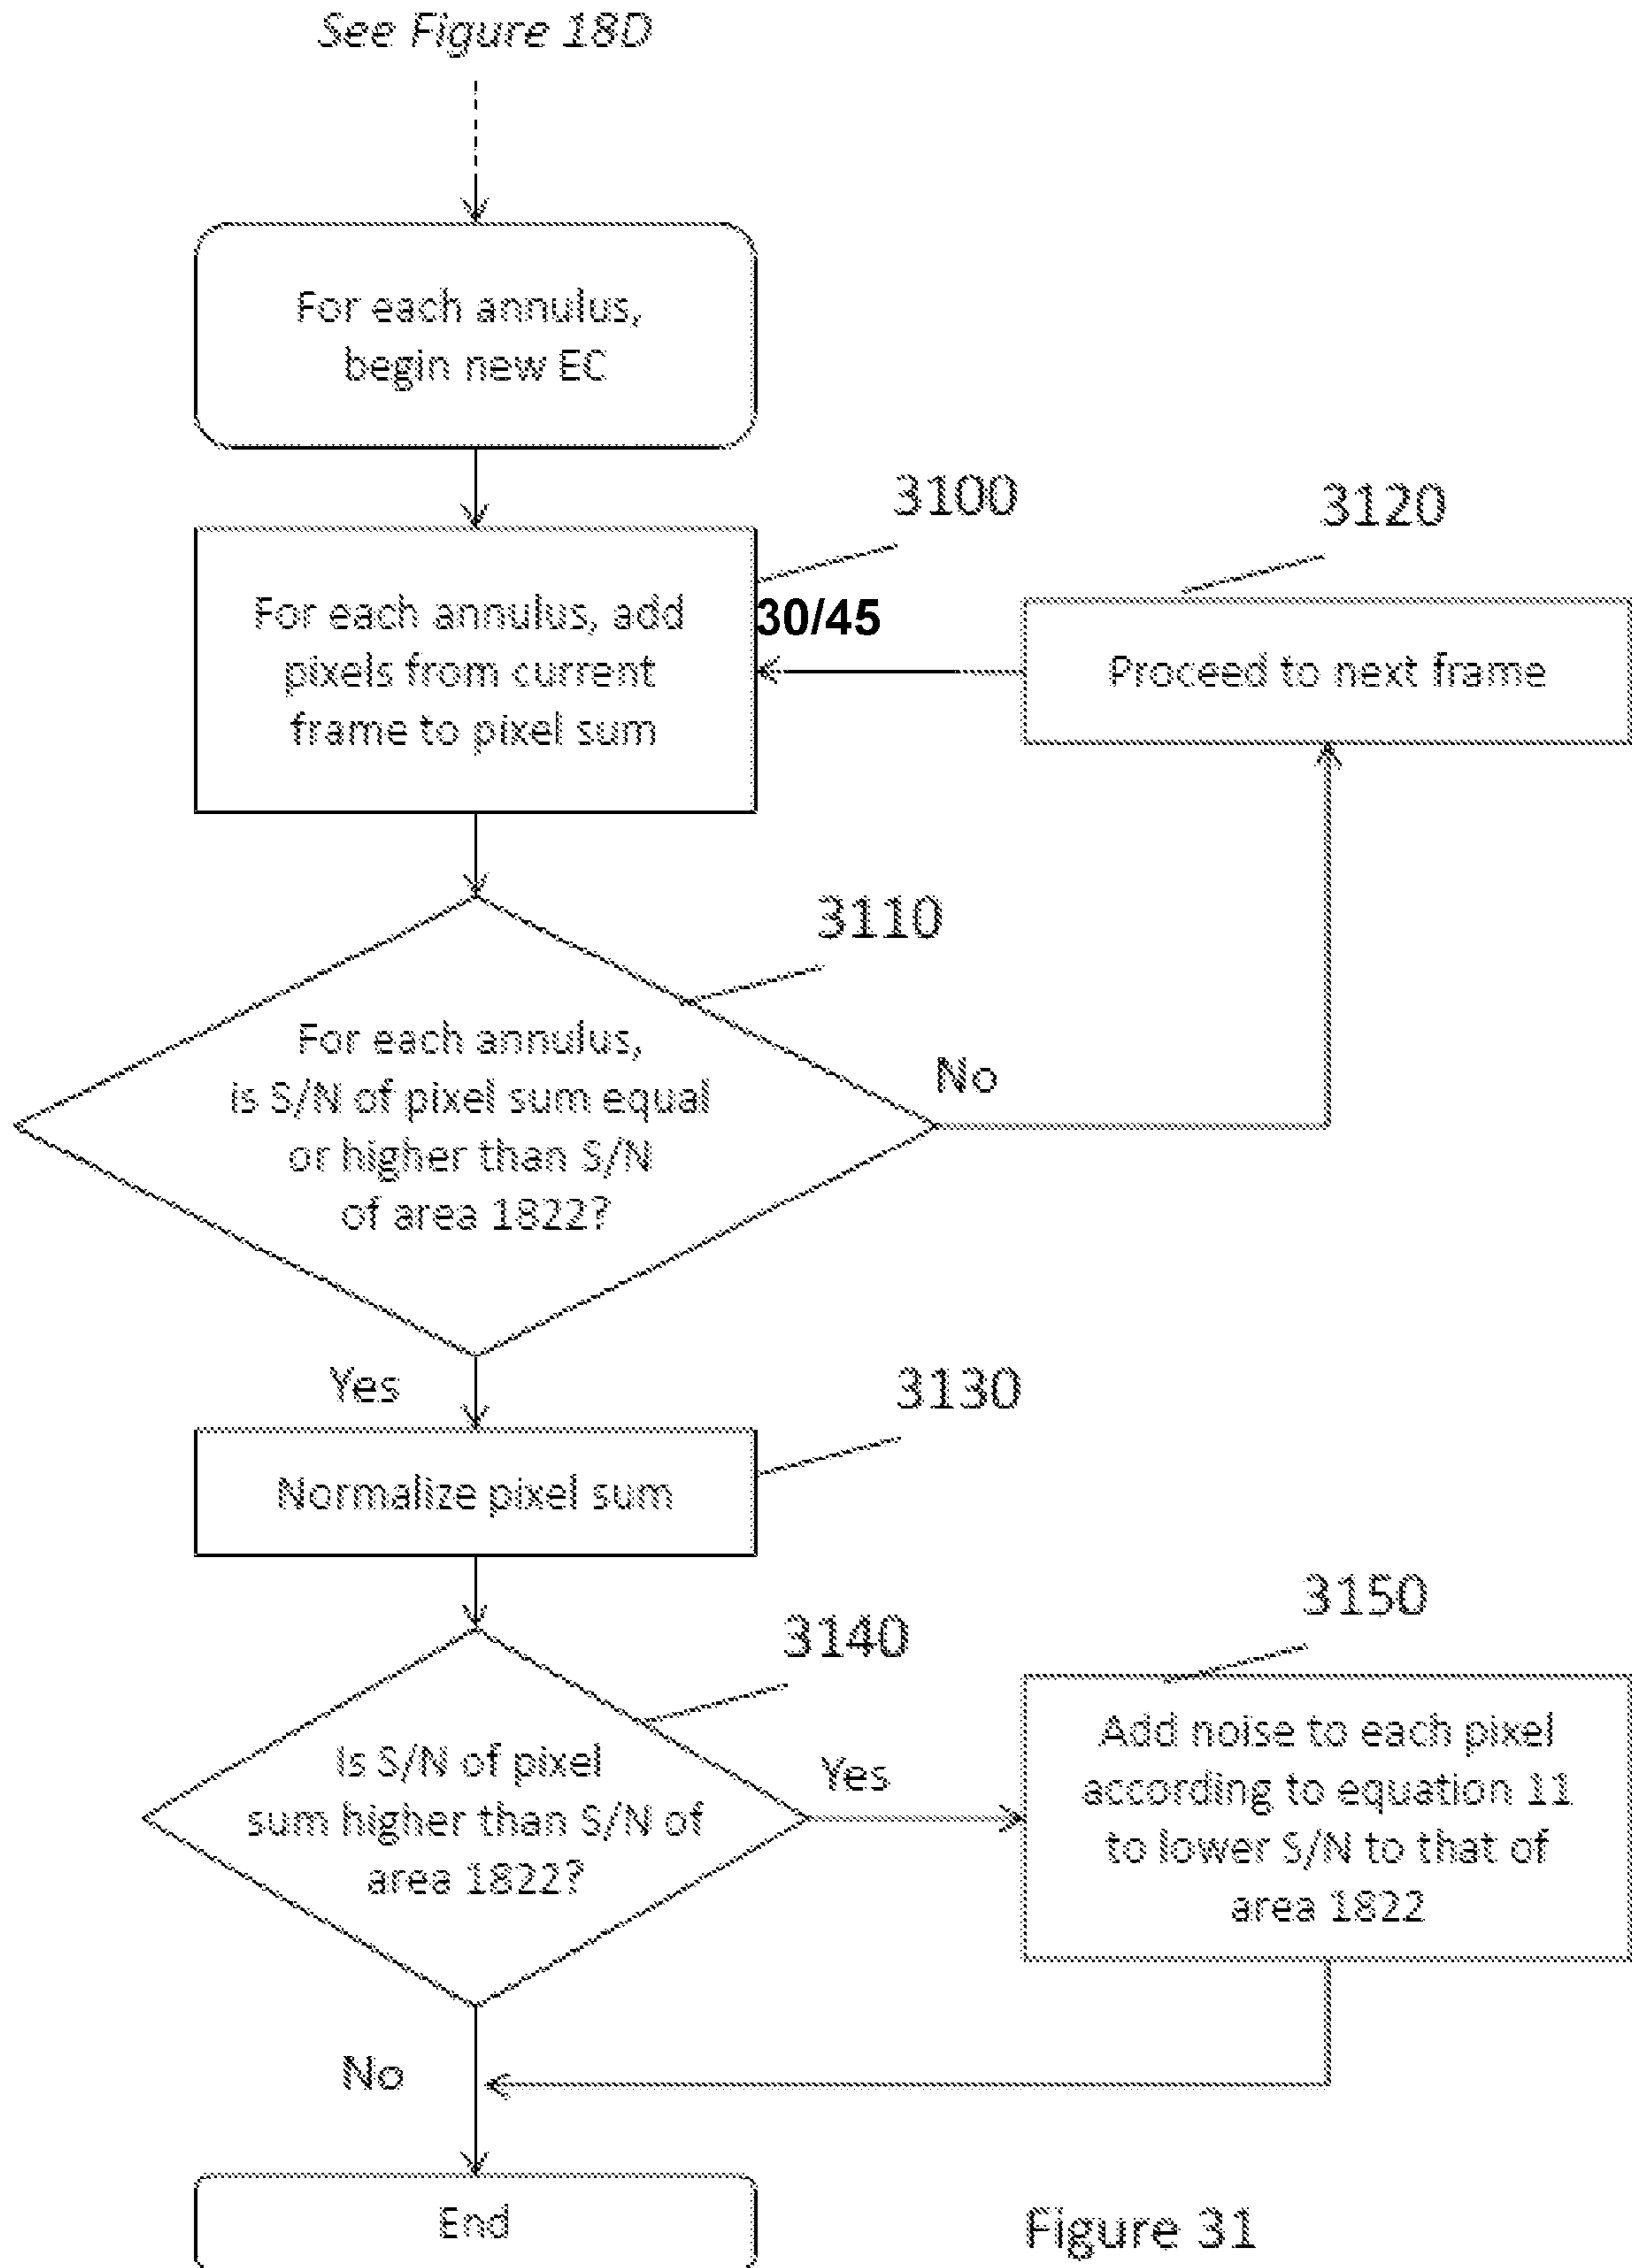 See Figure 18D
For each annulus,
begin new EC
3100
3120
30/45
For each annulus, add
pixels from current
frame to pixel sum
Proceed to next frame
3110
For each annulus,
is S/N of pixel sum equal
or higher than S/N
of area 1822?
No
Yes
3130
Normalize pixel sum
3140
3150
Is S/N of pixel
sum higher than S/N of
area 1822?
Yes
Add noise to each pixel
according to equation 11
to lower S/N to that of
area 1822
No
End
Figure 31